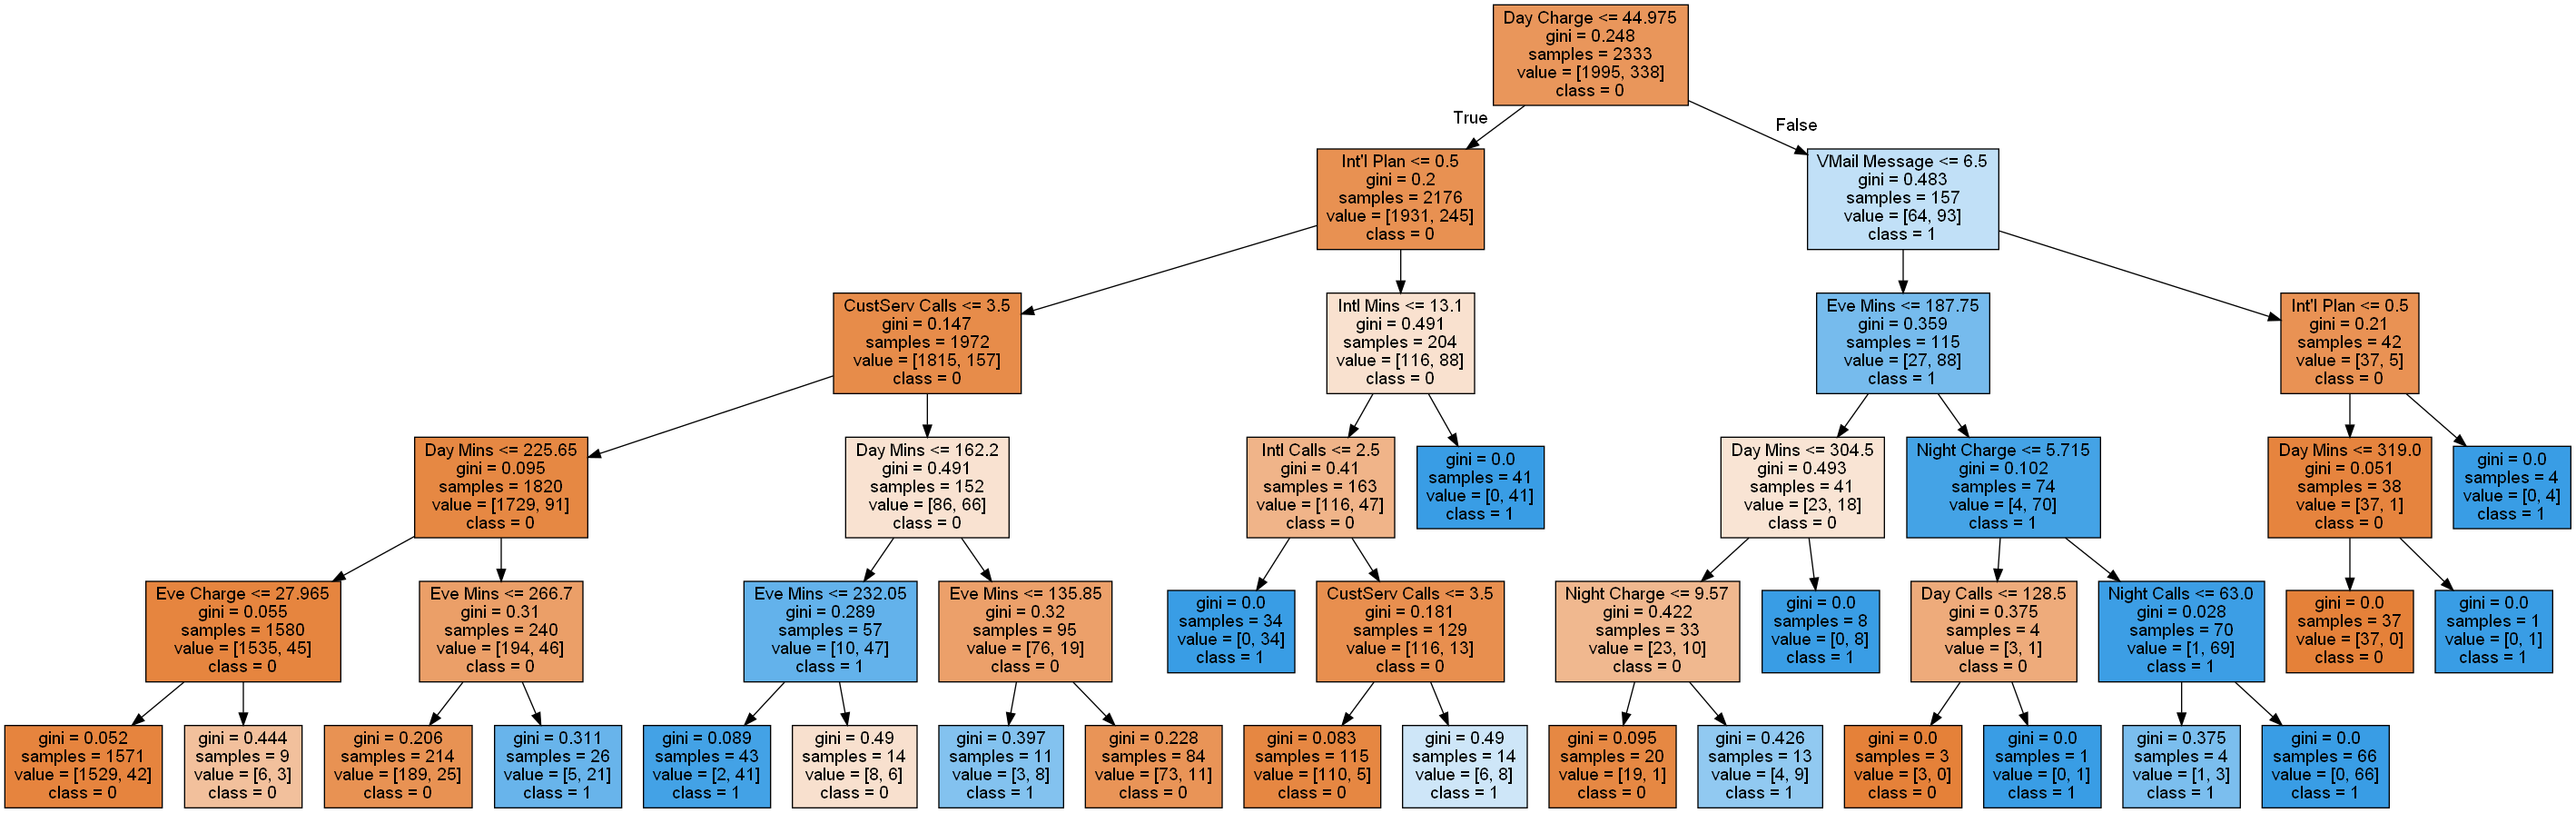 Day Charge <= 44.975
gini = 0.248
samples = 2333
value = [1995, 338]
class = 0
True
False
Int'l Plan <= 0.5
gini = 0.2
samples = 2176
value = [1931, 245]
class = 0
VMail Message <= 6.5
gini = 0.483
samples = 157
value = [64, 93]
class = 1
CustServ Calls <= 3.5
gini = 0.147
samples = 1972
value = [1815, 157]
class = 0
Intl Mins <= 13.1
gini = 0.491
samples = 204
value = [116, 88]
class = 0
Eve Mins <= 187.75
gini = 0.359
samples = 115
value = [27, 88]
class = 1
Int'l Plan <= 0.5
gini = 0.21
samples = 42
value = [37, 5]
class = 0
Day Mins <= 225.65
gini = 0.095
samples = 1820
value = [1729, 91]
class = 0
Day Mins <= 162.2
gini = 0.491
samples = 152
value = [86, 66]
class = 0
Intl Calls <= 2.5
gini = 0.41
samples = 163
value = [116, 47]
class = 0
gini = 0.0
samples = 41
value = [0, 41]
class = 1
Day Mins <= 304.5
gini = 0.493
samples = 41
value = [23, 18]
class = 0
Night Charge <= 5.715
gini = 0.102
samples = 74
value = [4, 70]
class = 1
Day Mins <= 319.0
gini = 0.051
samples = 38
value = [37, 1]
class = 0
gini = 0.0
samples = 4
value = [0, 4]
class = 1
Eve Charge <= 27.965
gini = 0.055
samples = 1580
value = [1535, 45]
class = 0
Eve Mins <= 266.7
gini = 0.31
samples = 240
value = [194, 46]
class = 0
Eve Mins <= 232.05
gini = 0.289
samples = 57
value = [10, 47]
class = 1
Eve Mins <= 135.85
gini = 0.32
samples = 95
value = [76, 19]
class = 0
gini = 0.0
samples = 34
value = [0, 34]
class = 1
CustServ Calls <= 3.5
gini = 0.181
samples = 129
value = [116, 13]
class = 0
Night Charge <= 9.57
gini = 0.422
samples = 33
value = [23, 10]
class = 0
gini = 0.0
samples = 8
value = [0, 8]
class = 1
Day Calls <= 128.5
gini = 0.375
samples = 4
value = [3, 1]
class = 0
Night Calls <= 63.0
gini = 0.028
samples = 70
value = [1, 69]
class = 1
gini = 0.0
samples = 37
value = [37, 0]
class = 0
gini = 0.0
samples = 1
value = [0, 1]
class = 1
gini = 0.052
samples = 1571
value = [1529, 42]
class = 0
gini = 0.444
samples = 9
value = [6, 3]
class = 0
gini = 0.206
samples = 214
value = [189, 25]
class = 0
gini = 0.311
samples = 26
value = [5, 21]
class = 1
gini = 0.089
samples = 43
value = [2, 41]
class = 1
gini = 0.49
samples = 14
value = [8, 6]
class = 0
gini = 0.397
samples = 11
value = [3, 8]
class = 1
gini = 0.228
samples = 84
value = [73, 11]
class = 0
gini = 0.083
samples = 115
value = [110, 5]
class = 0
gini = 0.49
samples = 14
value = [6, 8]
class = 1
gini = 0.095
samples = 20
value = [19, 1]
class = 0
gini = 0.426
samples = 13
value = [4, 9]
class = 1
gini = 0.0
samples = 3
value = [3, 0]
class = 0
gini = 0.0
samples = 1
value = [0, 1]
class = 1
gini = 0.375
samples = 4
value = [1, 3]
class = 1
gini = 0.0
samples = 66
value = [0, 66]
class = 1